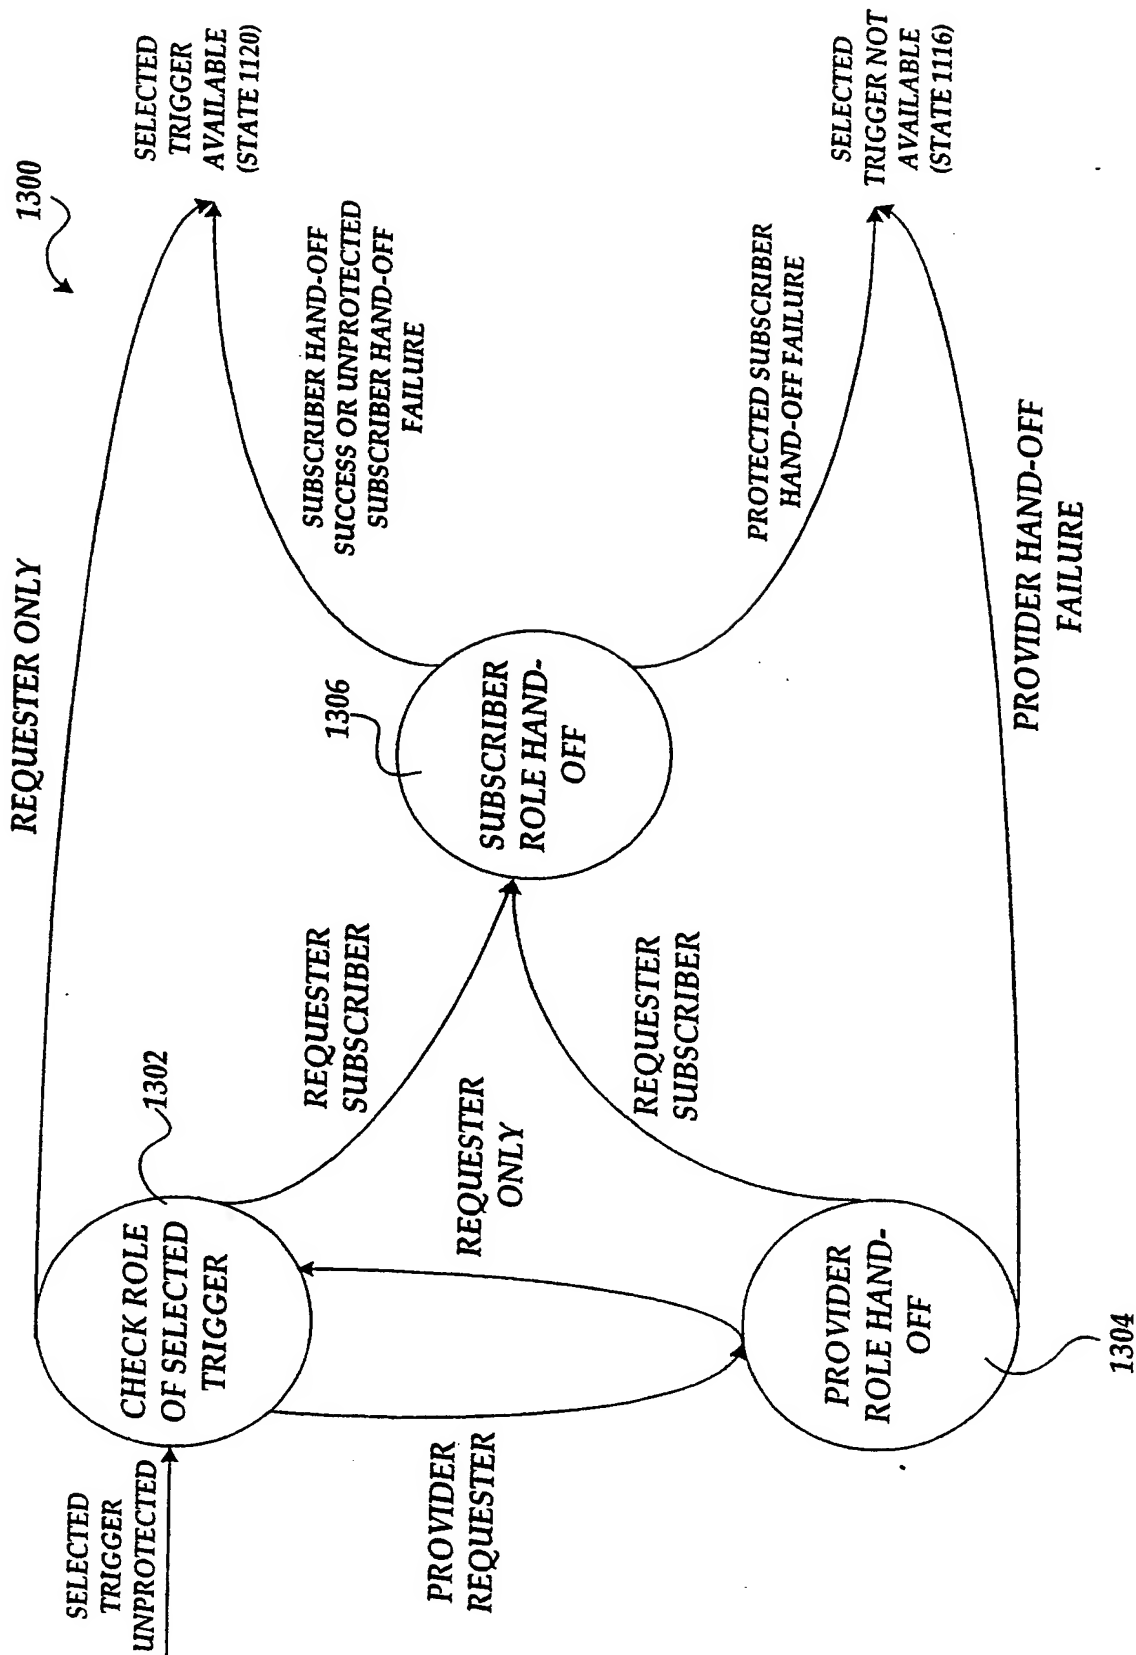 1300
SELECTED
TRIGGER
UNPROTECTED
CHECK ROLE
OF SELECTED
TRIGGER
1302
REQUESTER ONLY
SELECTED
TRIGGER
AVAILABLE
(STATE 1120)
REQUESTER
SUBSCRIBER
SUBSCRIBER HAND-OFF
SUCCESS OR UNPROTECTED
SUBSCRIBER HAND-OFF
FAILURE
1306
SUBSCRIBER
ROLE HAND-
OFF
PROVIDER
REQUESTER
REQUESTER
ONLY
REQUESTER
SUBSCRIBER
PROTECTED SUBSCRIBER
HAND-OFF FAILURE
SELECTED
TRIGGER NOT
AVAILABLE
(STATE 1116)
PROVIDER
ROLE HAND-
OFF
1304
PROVIDER HAND-OFF
FAILURE